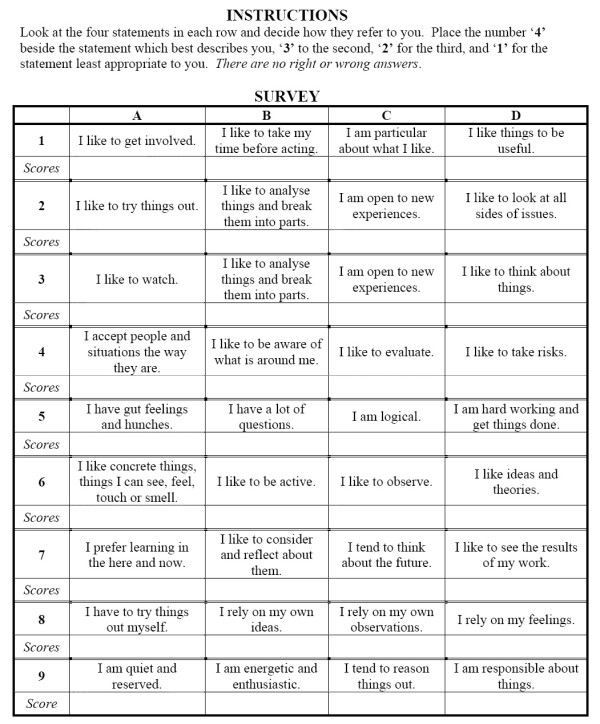 INSTRUCTIONS
Look at the four statements in each row and decide how they refer to you. Place the number ‘4’
beside the statement which best describes you, ‘3’ to the second, ‘2’ for the third, and ‘1’ for the
statement least appropriate to you. There are no right or wrong answers.
SURVEY
A B C D
1
I like to get involved.
I like to take my
time before acting.
I am particular
about what I like.
I like things to be
useful.
Scores
2
I like to try things out.
I like to analyse
things and break
them into parts.
I am open to new
experiences.
I like to look at all
sides of issues.
Scores
3
I like to watch.
I like to analyse
things and break
them into parts.
I am open to new
experiences.
I like to think about
things.
Scores
4
I accept people and
situations the way
they are.
I like to be aware of
what is around me.
I like to evaluate.
I like to take risks.
Scores
5
I have gut feelings
and hunches.
I have a lot of
questions.
I am logical.
I am hard working and
get things done.
Scores
6
I like concrete things,
things I can see, feel,
touch or smell.
I like to be active.
I like to observe.
I like ideas and
theories.
Scores
7
I prefer learning in
the here and now.
I like to consider
and reflect about
them.
I tend to think
about the future.
I like to see the results
of my work.
Scores
8
I have to try things
out myself.
I rely on my own
ideas.
I rely on my own
observations.
I rely on my feelings.
Scores
9
I am quiet and
reserved.
I am energetic and
enthusiastic.
I tend to reason
things out.
I am responsible about
things.
Score